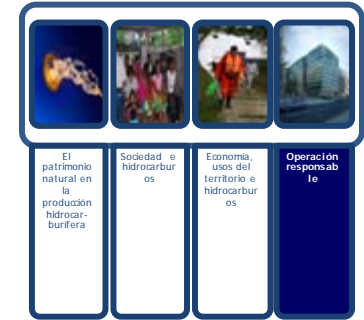 El
patrimonio
natural en
la
producción
hidrocar-
burífera
Sociedad e
hidrocarbur
os
Economía,
usos del
territorio e
hidrocarbur
os
Operación
responsab
le